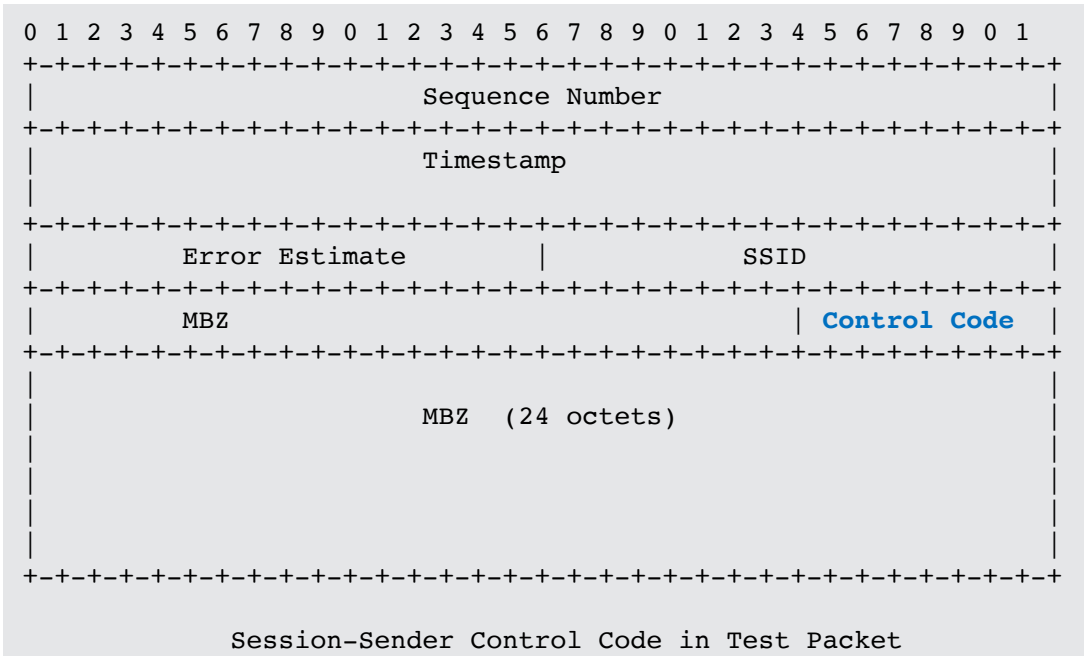 0 1 2 3 4 5 6 7 8 9 0 1 2 3 4 5 6 7 8 9 0 1 2 3 4 5 6 7 8 9 0 1
+-+-+-+-+-+-+-+-+-+-+-+-+-+-+-+-+-+-+-+-+-+-+-+-+-+-+-+-+-+-+-+-+
|                        Sequence Number                        |
+-+-+-+-+-+-+-+-+-+-+-+-+-+-+-+-+-+-+-+-+-+-+-+-+-+-+-+-+-+-+-+-+
|                        Timestamp                              |
|                                                               |
+-+-+-+-+-+-+-+-+-+-+-+-+-+-+-+-+-+-+-+-+-+-+-+-+-+-+-+-+-+-+-+-+
|         Error Estimate        |            SSID               |
+-+-+-+-+-+-+-+-+-+-+-+-+-+-+-+-+-+-+-+-+-+-+-+-+-+-+-+-+-+-+-+-+
|         MBZ                                   | Control Code  |
+-+-+-+-+-+-+-+-+-+-+-+-+-+-+-+-+-+-+-+-+-+-+-+-+-+-+-+-+-+-+-+-+
|                                                               |
|                        MBZ  (24 octets)                       |
|                                                               |
|                                                               |
|                                                               |
|                                                               |
+-+-+-+-+-+-+-+-+-+-+-+-+-+-+-+-+-+-+-+-+-+-+-+-+-+-+-+-+-+-+-+-+
Session-Sender Control Code in Test Packet